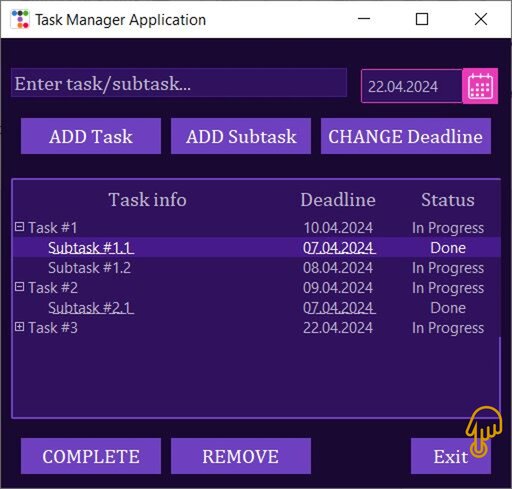 Task Manager Application
Enter task/subtask...
22.04.2024
ADD Task ADD Subtask CHANGE Deadline
Task info Deadline Status
Task #1 10.04.2024 In Progress
Subtask #1.1 07.04.2024 Done
Subtask #1.2 08.04.2024 In Progress
Task #2 09.04.2024 In Progress
Subtask #2.1 07.04.2024 Done
Task #3 22.04.2024 In Progress
COMPLETE REMOVE Exit